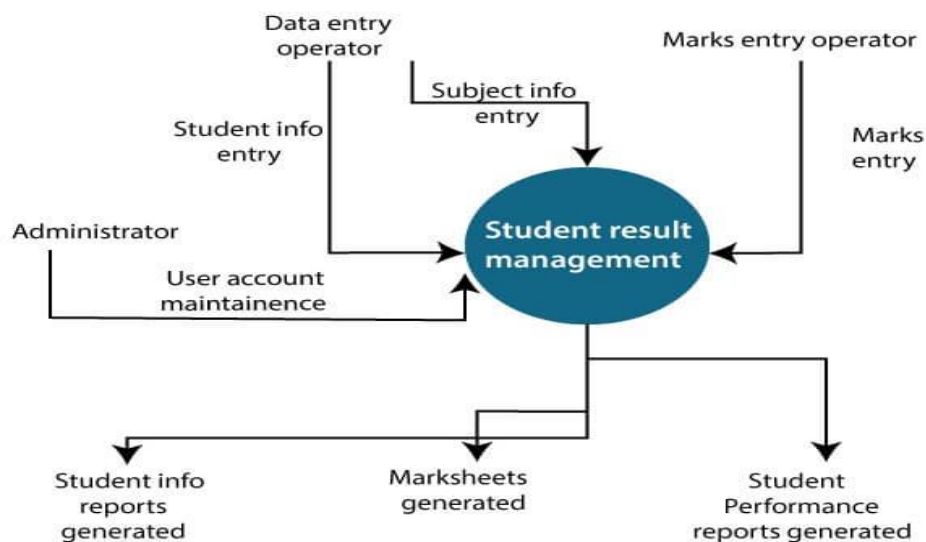 Data entry
operator
Marks entry operator
Subject info
entry
Student info
entry
Marks
entry
Administrator
Student result
management
User account
maintainence
Student info
reports
generated
Marksheets
generated
Student
Performance
reports generated